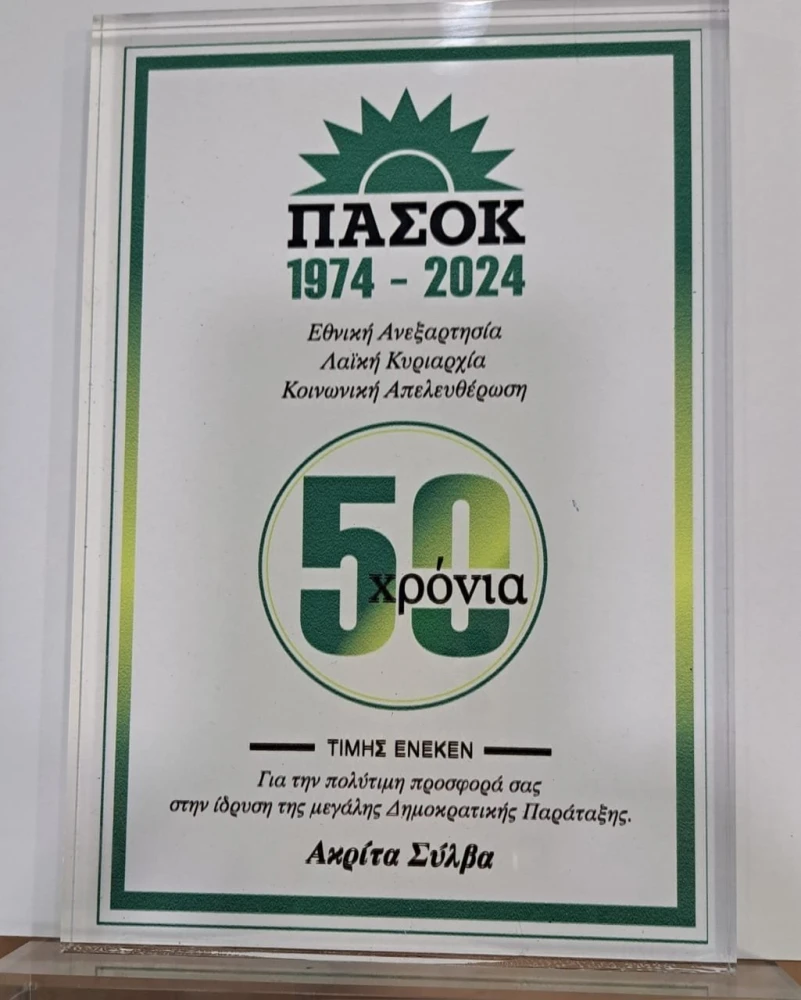 ΠΑΣΟΚ
1974 - 2024
Εθνική Ανεξαρτησία
Λαϊκή Κυριαρχία
Κοινωνική Απελευθέρωση
50
χρόνια
ΤΙΜΗΣ ΕΝΕΚΕΝ
Για την πολύτιμη προσφορά σας
στην ίδρυση της μεγάλης Δημοκρατικής Παράταξης.
Ακρίτα Σύλβα